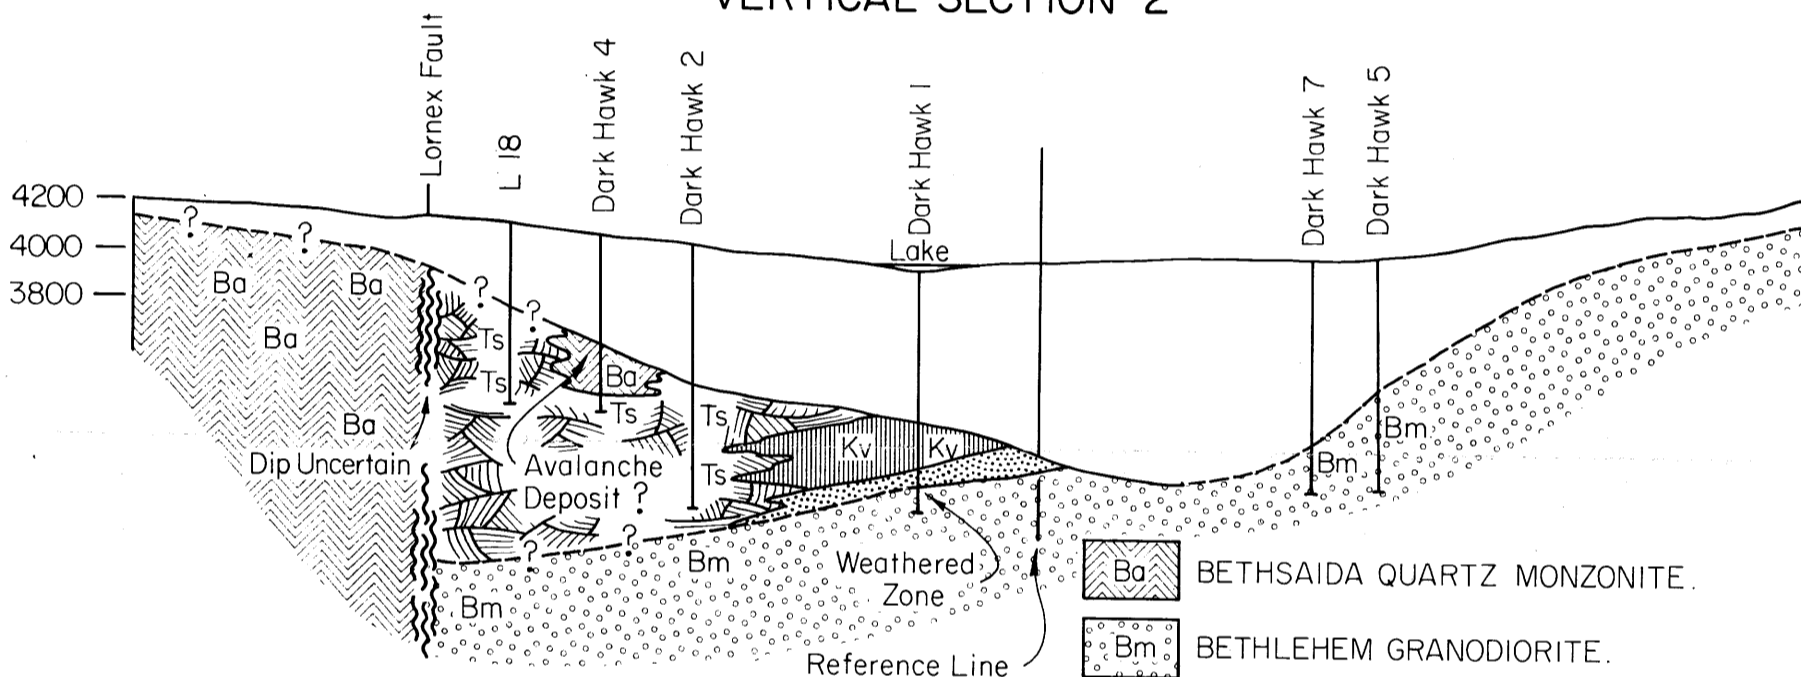 VERTICAL SECTION 2
Lornex Fault
L 18
Dark Hawk 4
Dark Hawk 2
Dark Hawk 1
Dark Hawk 7
Dark Hawk 5
4200
4000
3800
Lake
? ? ? ?
Ba Ba
Ba
Ba
Ts
Ts
Ba
Ts
Ts
Ts
Kv Kv
Bm
Bm
Dip Uncertain
Avalanche
Deposit ?
? ?
Bm
Bm
Weathered
Zone
Reference Line
Ba BETHSAIDA QUARTZ MONZONITE.
Bm BETHLEHEM GRANODIORITE.